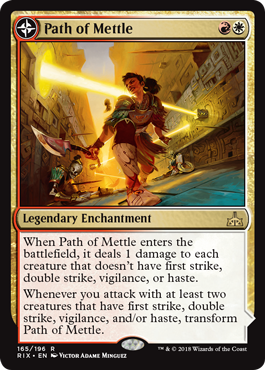 Path of Mettle
Legendary Enchantment
When Path of Mettle enters the
battlefield, it deals 1 damage to each
creature that doesn't have first strike,
double strike, vigilance, or haste.
Whenever you attack with at least two
creatures that have first strike, double
strike, vigilance, and/or haste, transform
Path of Mettle.
165/196 R
RIX • EN Victor Adame Minguez
™ & © 2018 Wizards of the Coast